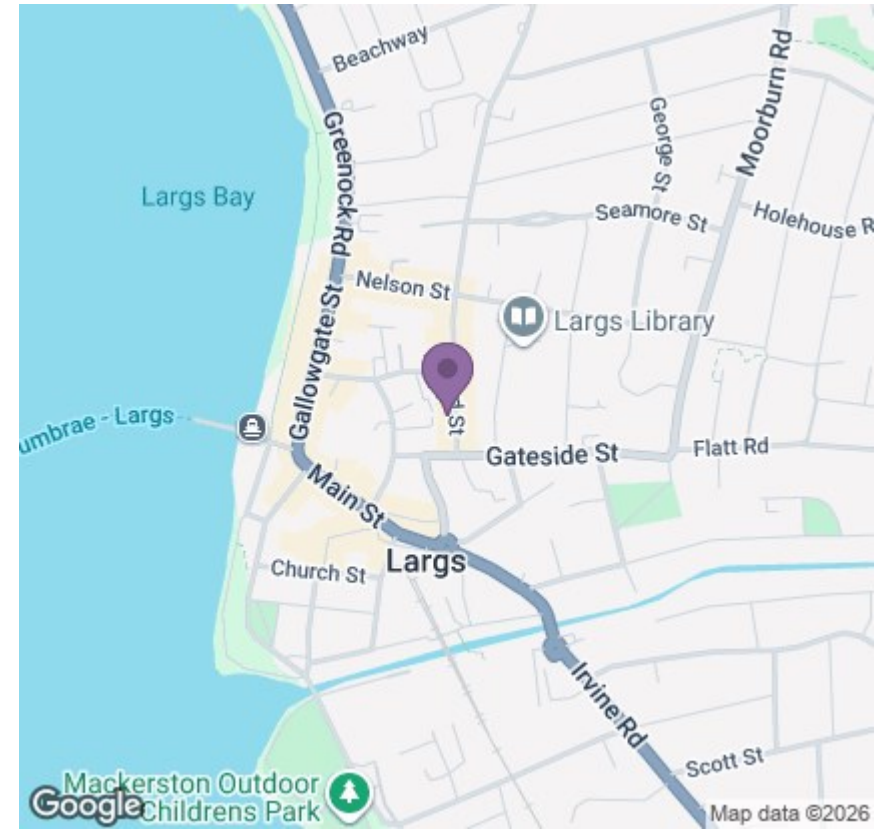 Beachway
Moorburn Rd
George St
Greenock Rd
Largs Bay
Seamore St
Holehouse R
Nelson St
Largs Library
Gallowgate St
St
umbrae - Largs
Gateside St
Flatt Rd
Main St
Largs
Church St
Irvine Rd
Scott St
Mackerston Outdoor
Childrens Park
Google
Map data ©2026